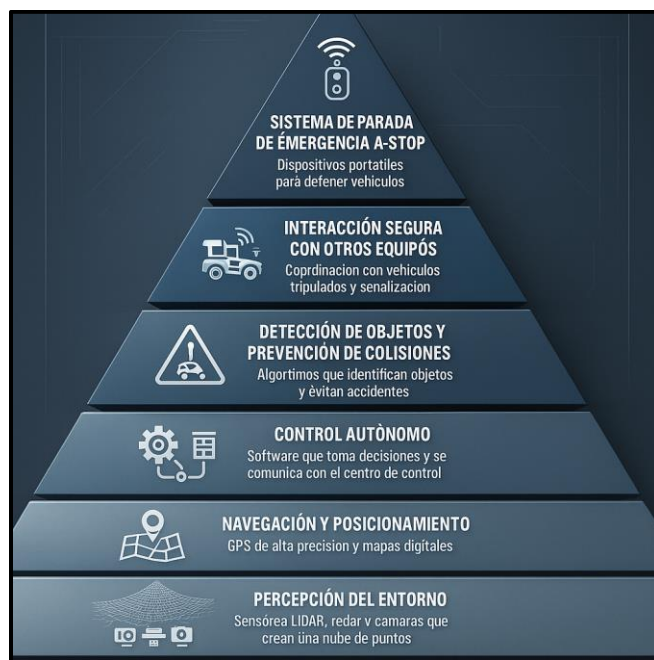 SISTEMA DE PARADA
DE ÉMERGENCIA A-STOP
Dispositivos portatiles
parà defener vehiculos
INTERACCIÓN SEGURA
CON OTROS EQUIPÓS
Coprdinacion con vehiculos
tripulados y senalizacion
DETECCIÓN DE OBJETOS Y
PREVENCIÓN DE COLISIONES
Algortimos que identifican objetos
y èvitan accidentes
CONTROL AUTÒNOMO
Software que toma decisiones y se
comunica con el centro de control
NAVEGACIÓN Y POSICIONAMIENTO
GPS de alta precision y mapas digítales
PERCEPCIÓN DEL ENTORNO
Sensórea LIDAR, redar v camaras que
crean üna nube de puntos